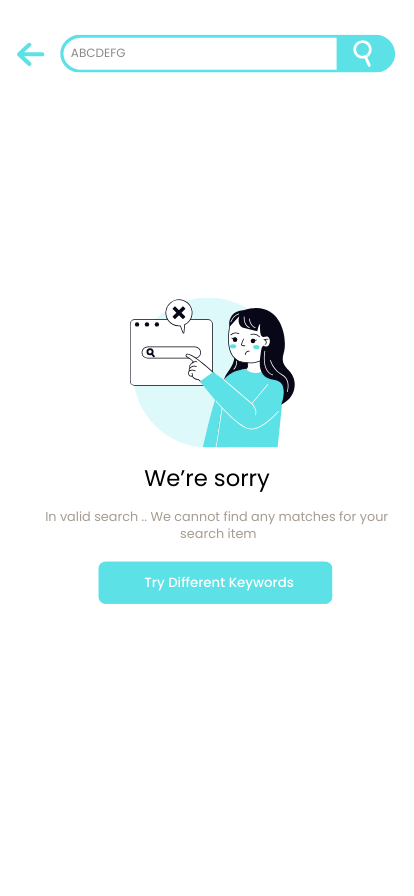 ABCDEFG
We're sorry
In valid search .. We cannot find any matches for your
search item
Try Different Keywords